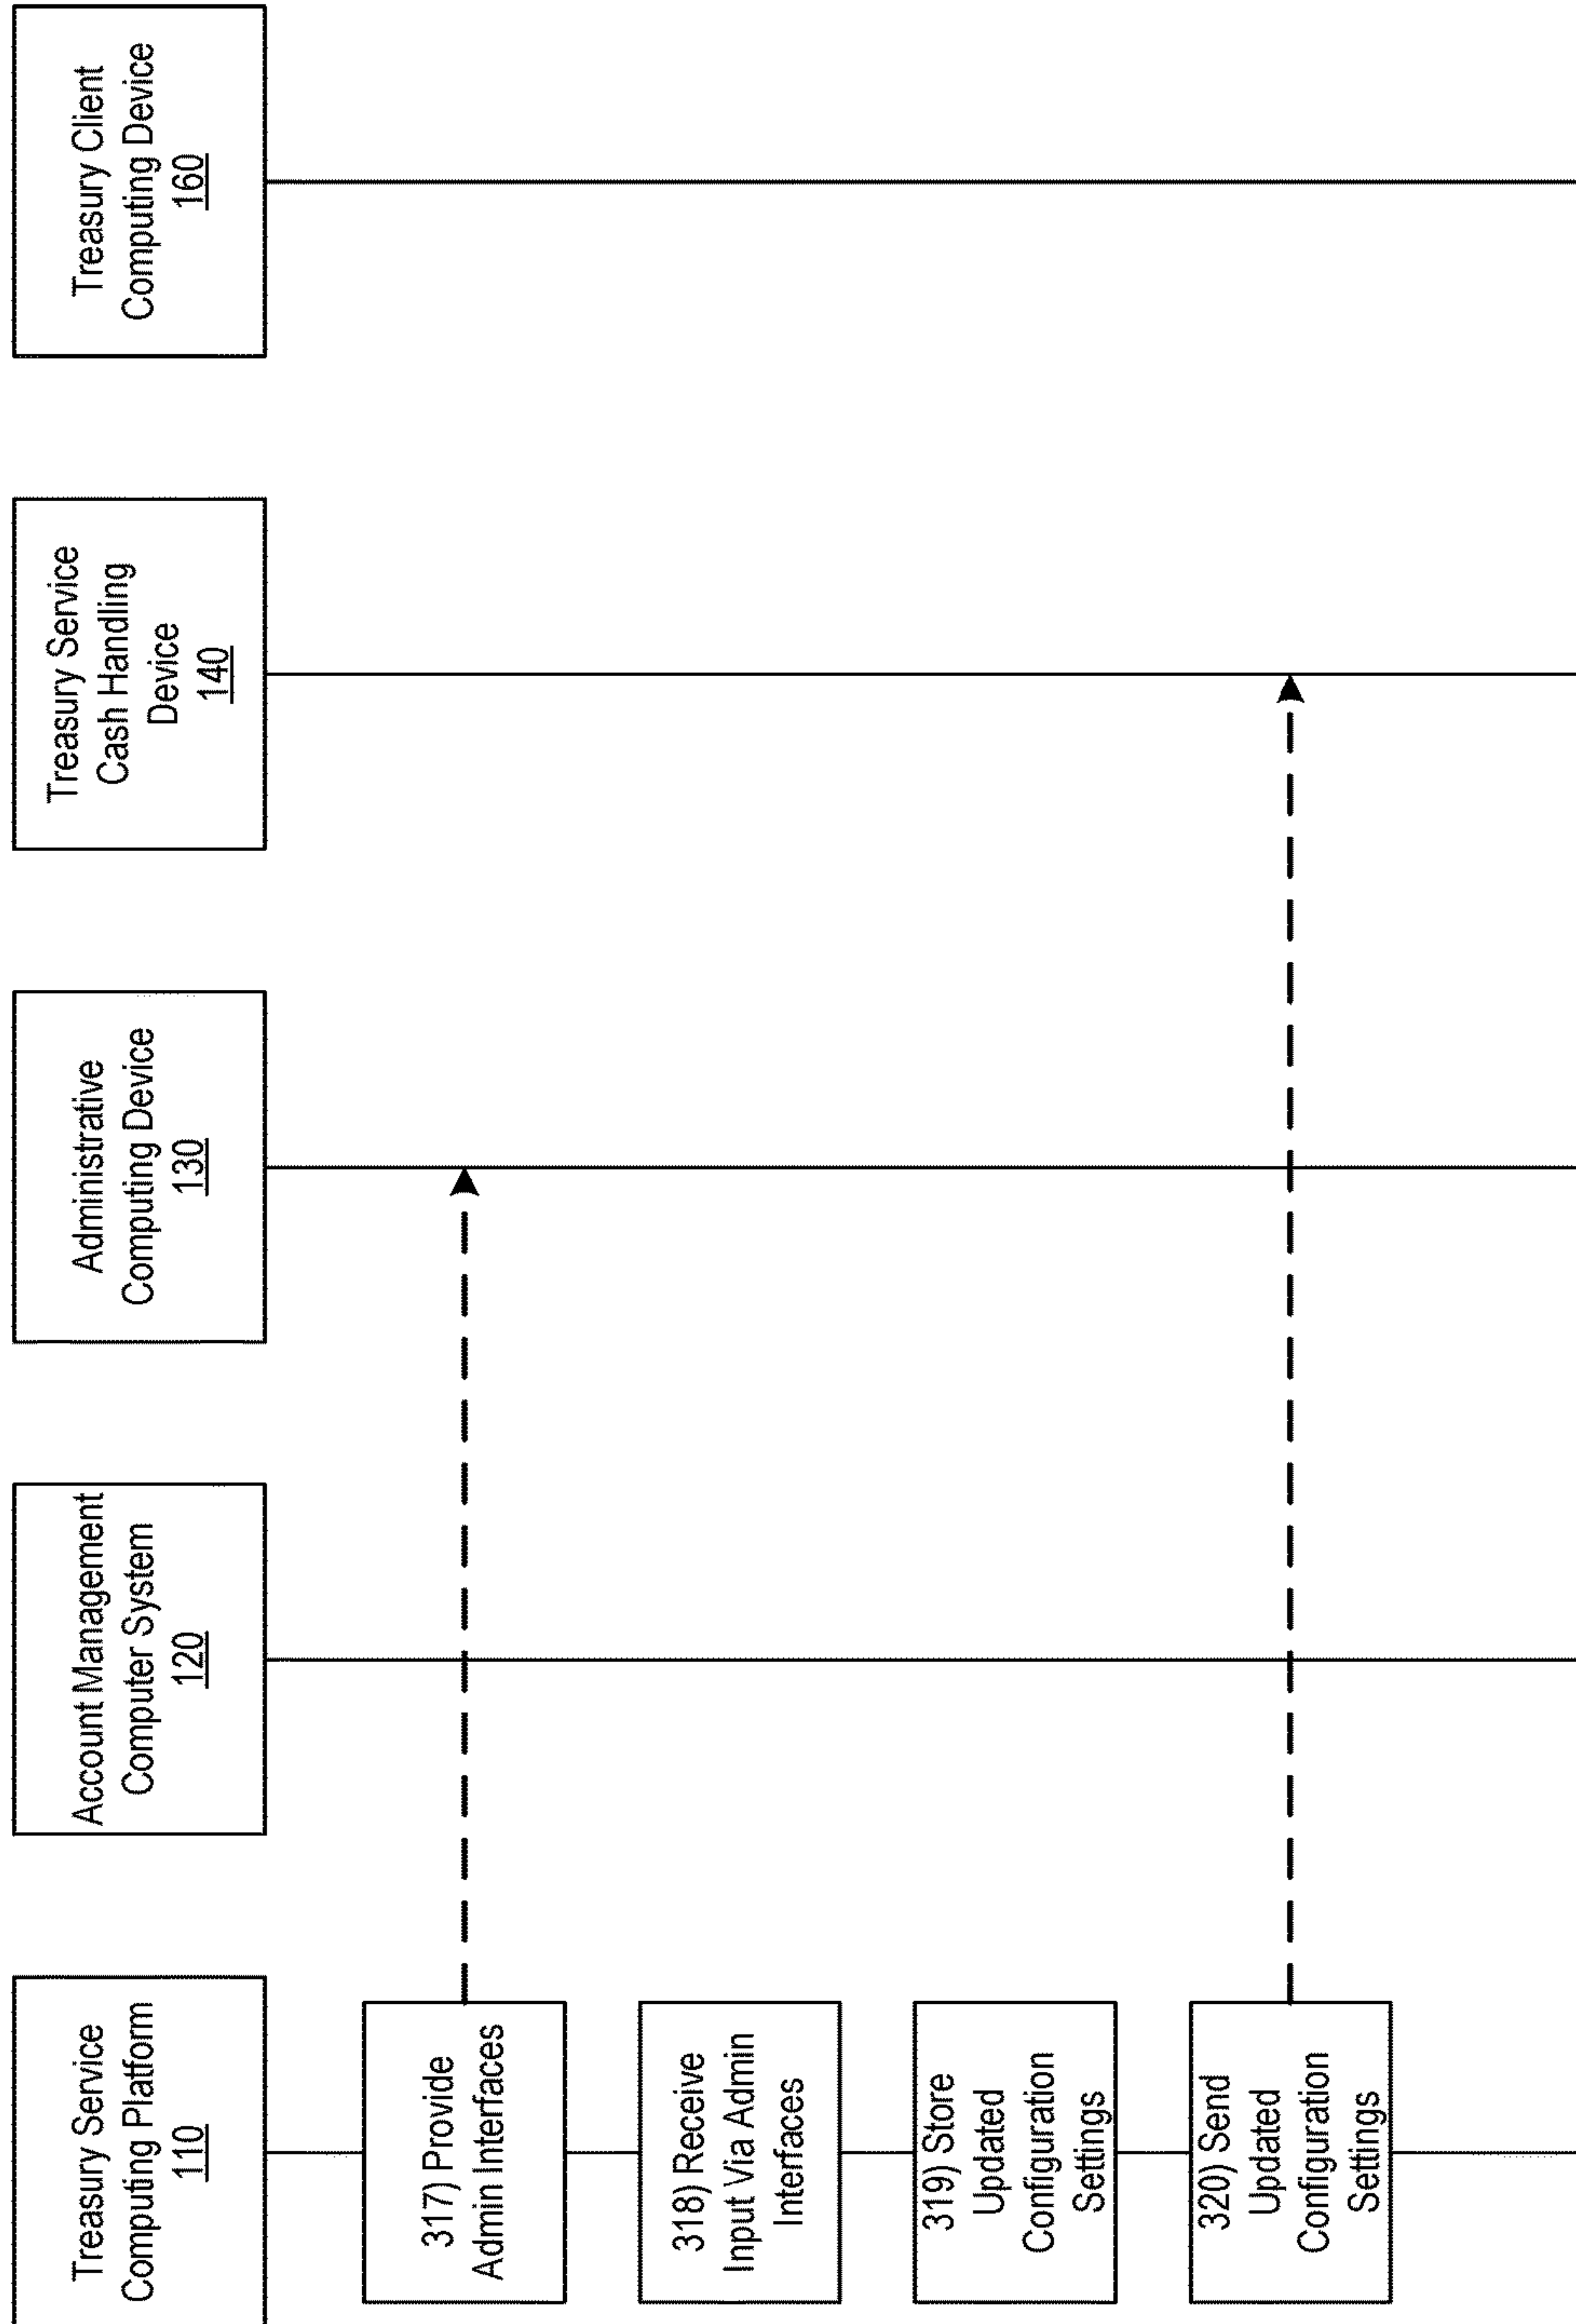 Treasury Service
Computing Platform
110
Account Management
Computer System
120
Administrative
Computing Device
130
Treasury Service
Cash Handling
Device
140
Treasury Client
Computing Device
160
317) Provide
Admin Interfaces
318) Receive
Input Via Admin
Interfaces
319) Store
Updated
Configuration
Settings
320) Send
Updated
Configuration
Settings